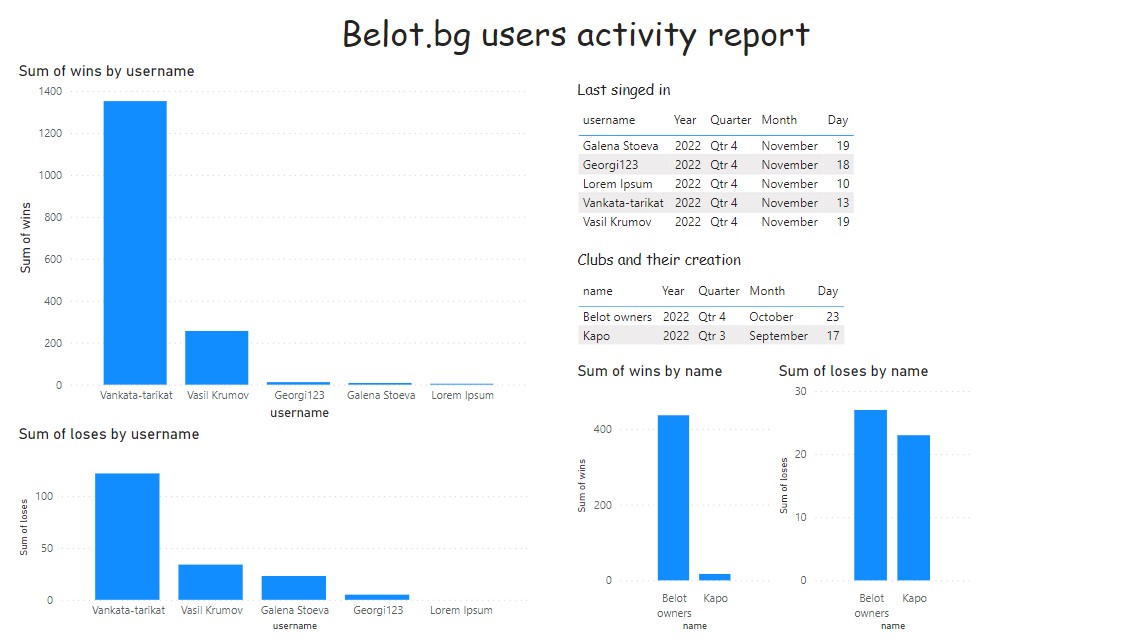 Belot.bg users activity report
Sum of wins by username
1400
1200
1000
800
600
400
200
0
Sum of wins
Vankata-tarikat Vasil Krumov Georgi123 Galena Stoeva Lorem Ipsum
username
Sum of loses by username
100
50
0
Sum of loses
Vankata-tarikat Vasil Krumov Galena Stoeva Georgi123 Lorem Ipsum
username
Last singed in
username Year Quarter Month Day
Galena Stoeva 2022 Qtr 4 November 19
Georgi123 2022 Qtr 4 November 18
Lorem Ipsum 2022 Qtr 4 November 10
Vankata-tarikat 2022 Qtr 4 November 13
Vasil Krumov 2022 Qtr 4 November 19
Clubs and their creation
name Year Quarter Month Day
Belot owners 2022 Qtr 4 October 23
Kapo 2022 Qtr 3 September 17
Sum of wins by name
400
200
0
Sum of wins
Belot owners Kapo
name
Sum of loses by name
30
20
10
0
Sum of loses
Belot owners Kapo
name